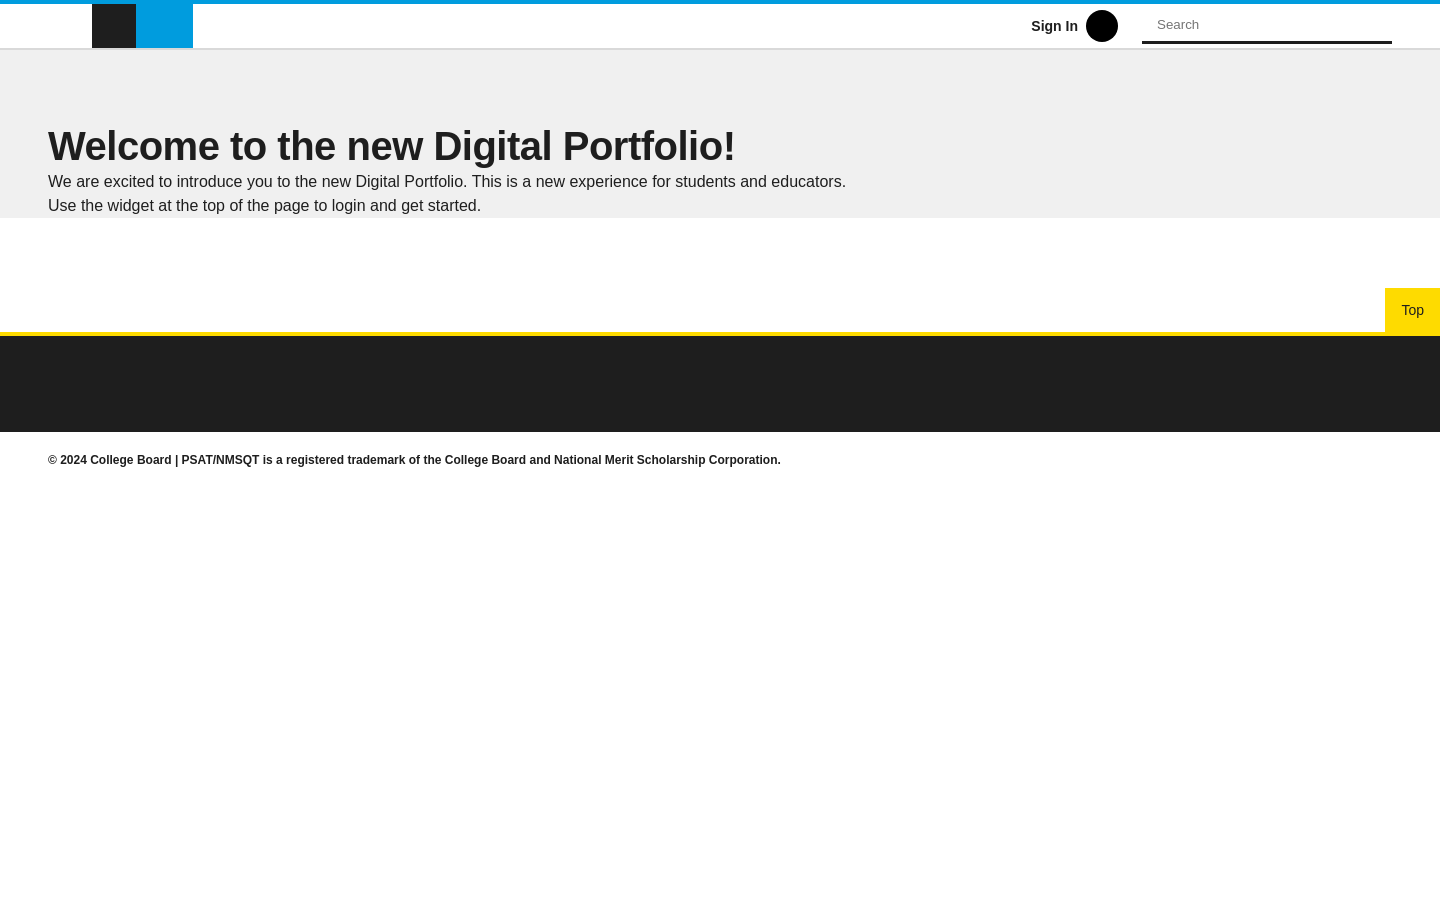 Sign In
Search
Welcome to the new Digital Portfolio!
We are excited to introduce you to the new Digital Portfolio. This is a new experience for students and educators.
Use the widget at the top of the page to login and get started.
Top
© 2024 College Board | PSAT/NMSQT is a registered trademark of the College Board and National Merit Scholarship Corporation.